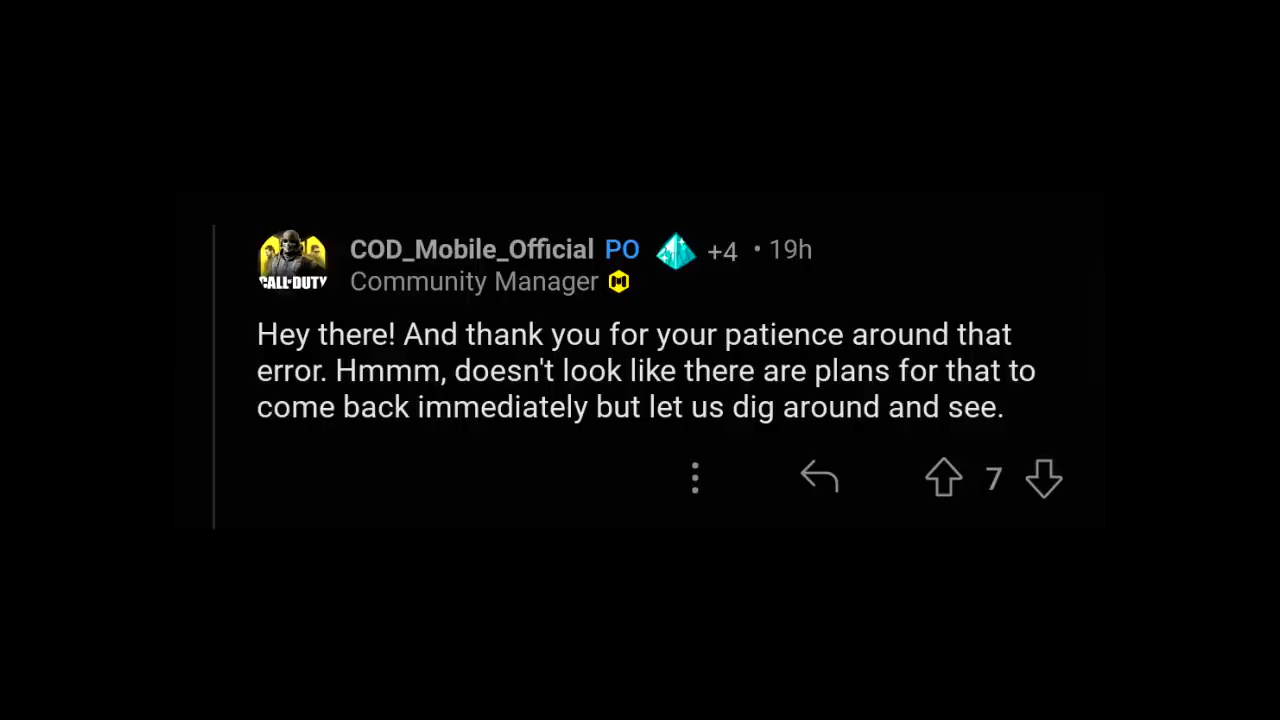 COD_Mobile_Official PO +4 • 19h
CALL OF DUTY
Community Manager
Hey there! And thank you for your patience around that
error. Hmmm, doesn't look like there are plans for that to
come back immediately but let us dig around and see.
7